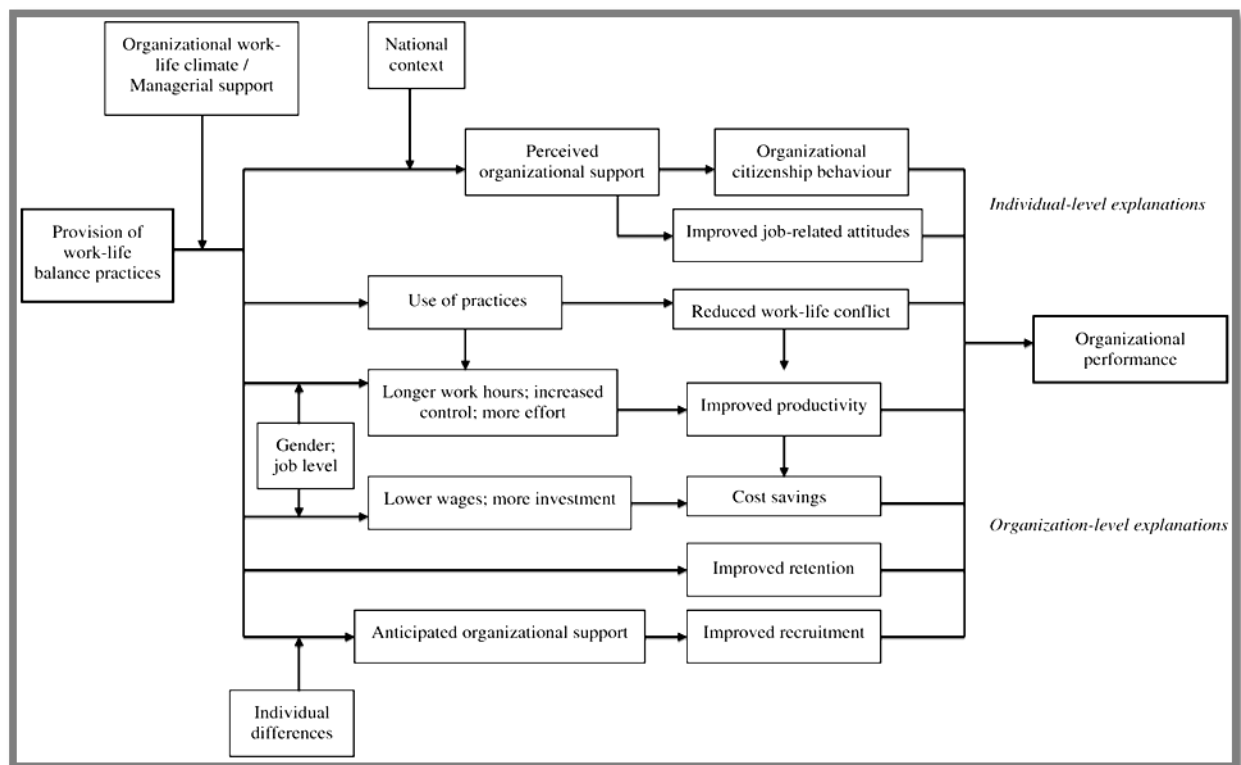 Organizational work-
life climate /
Managerial support
National
context
Perceived
organizational support
Organizational
citizenship behaviour
Individual-level explanations
Provision of
work-life
balance practices
Improved job-related attitudes
Use of practices
Reduced work-life conflict
Organizational
performance
Longer work hours; increased
control; more effort
Improved productivity
Gender;
job level
Lower wages; more investment
Cost savings
Organization-level explanations
Improved retention
Anticipated organizational support
Improved recruitment
Individual
differences